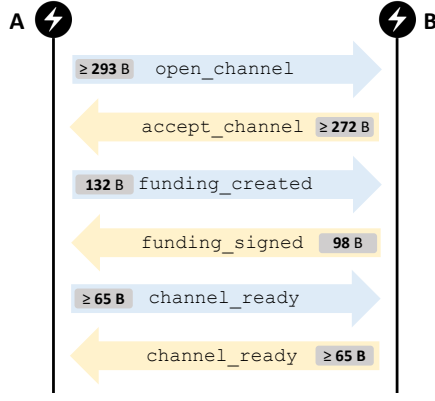 A B
≥ 293 B open_channel
accept_channel ≥ 272 B
132 B funding_created
funding_signed 98 B
≥ 65 B channel_ready
channel_ready ≥ 65 B